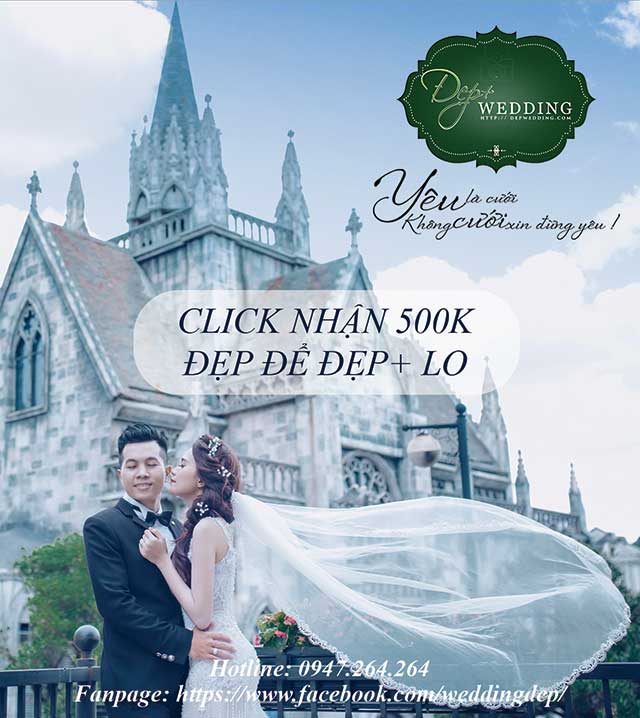 Đẹp+
WEDDING
HTTP:// DEPWEDDING.COM
Yêu là cưới
Không cưới xin đừng yêu !
CLICK NHẬN 500K
ĐẸP ĐỂ ĐẸP+ LO
Hotline: 0947.264.264
Fanpage: https://www.facebook.com/weddingdep/